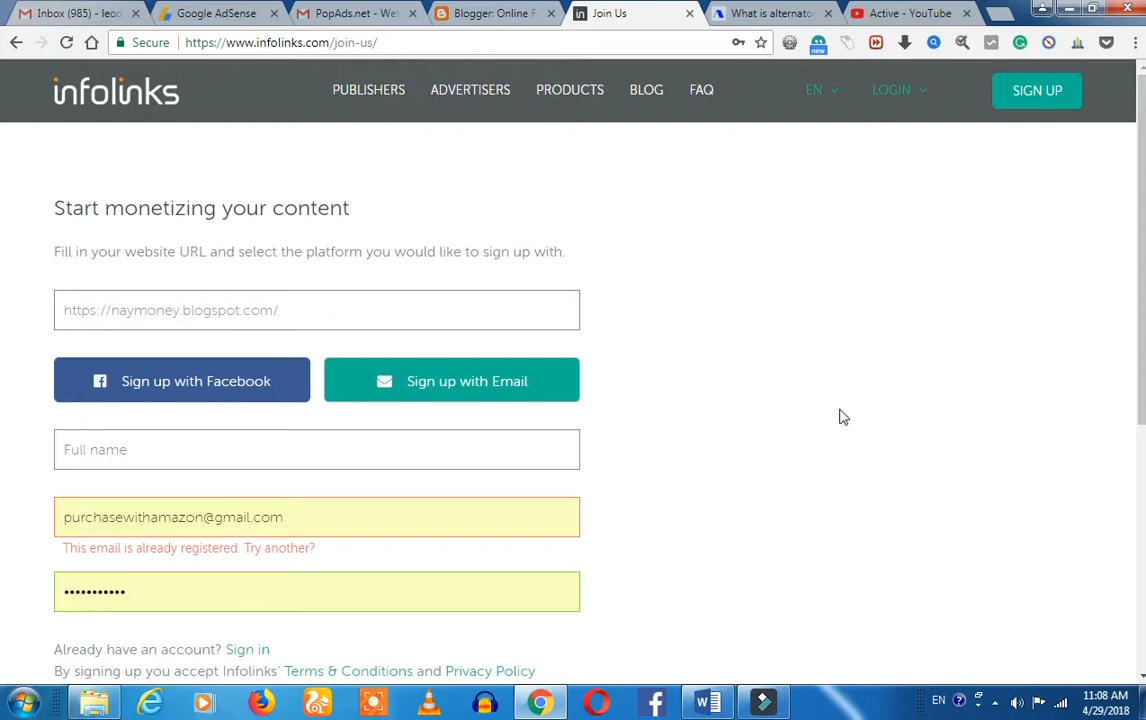 Inbox (985) - leod
Google AdSense
PopAds.net - Web
Blogger: Online F
Join Us
What is alternato
Active - YouTube
Secure
https://www.infolinks.com/join-us/
new
infolinks
PUBLISHERS
ADVERTISERS
PRODUCTS
BLOG
FAQ
EN
LOGIN
SIGN UP
Start monetizing your content
Fill in your website URL and select the platform you would like to sign up with.
https://naymoney.blogspot.com/
Sign up with Facebook
Sign up with Email
Full name
purchasewithamazon@gmail.com
This email is already registered. Try another?
•••••••••••
Already have an account? Sign in
By signing up you accept Infolinks' Terms & Conditions and Privacy Policy
EN
11:08 AM
4/29/2018